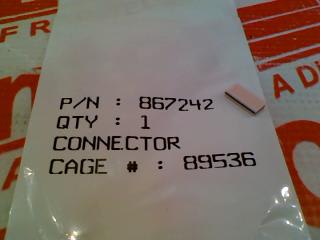 P/N : 867242
QTY : 1
CONNECTOR
CAGE # : 89536